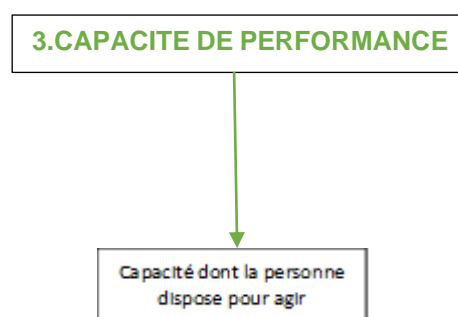 3.CAPACITE DE PERFORMANCE
Capacité dont la personne
dispose pour agir